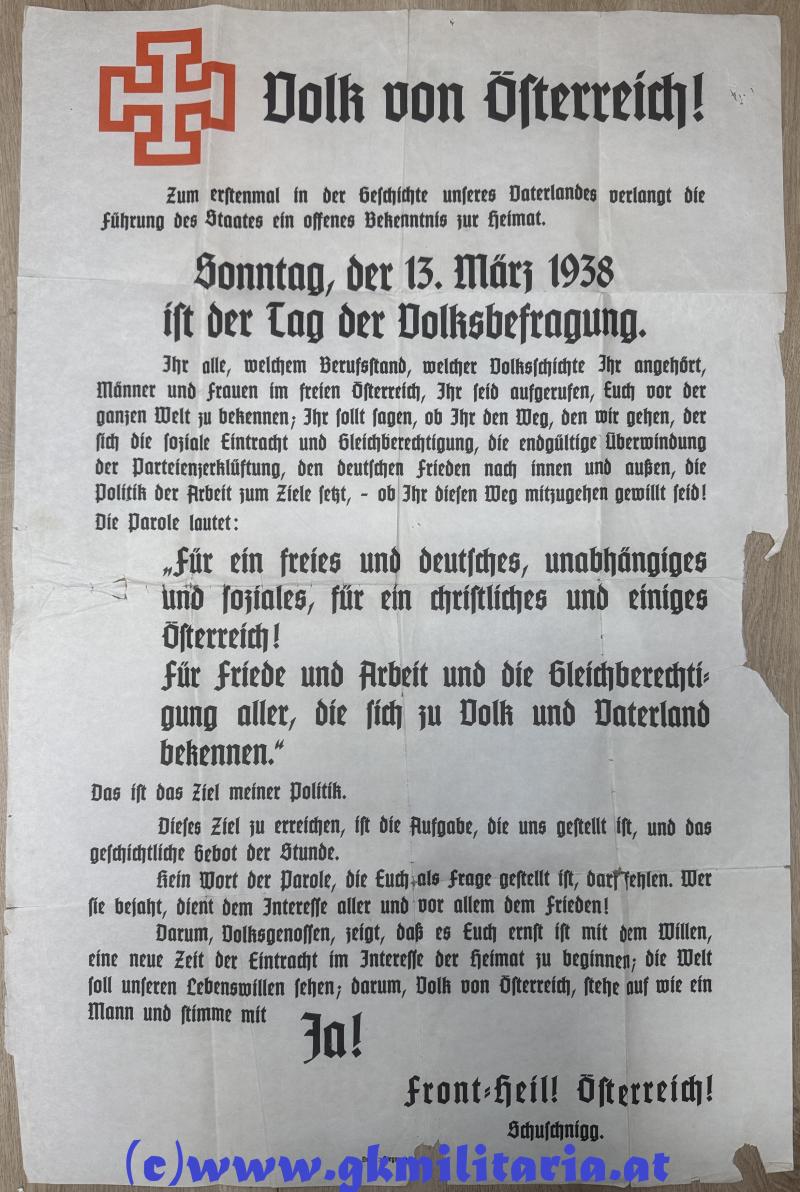 Volk von Österreich!
Zum erstenmal in der Geschichte unseres Vaterlandes verlangt die
Führung des Staates ein offenes Bekenntnis zur Heimat.
Sonntag, der 13. März 1938
ist der Tag der Volksbefragung.
Ihr alle, welchem Berufsstand, welcher Volksschichte Ihr angehört,
Männer und Frauen im freien Österreich, Ihr seid aufgerufen, Euch vor der
ganzen Welt zu bekennen; Ihr sollt sagen, ob Ihr den Weg, den wir gehen, der
sich die soziale Eintracht und Gleichberechtigung, die endgültige Überwindung
der Parteienzerklüftung, den deutschen Frieden nach innen und außen, die
Politik der Arbeit zum Ziele setzt, - ob Ihr diesen Weg mitzugehen gewillt seid!
Die Parole lautet:
„Für ein freies und deutsches, unabhängiges
und soziales, für ein christliches und einiges
Österreich!
Für Friede und Arbeit und die Gleichberechti-
gung aller, die sich zu Volk und Vaterland
bekennen.“
Das ist das Ziel meiner Politik.
Dieses Ziel zu erreichen, ist die Aufgabe, die uns gestellt ist, und das
geschichtliche Gebot der Stunde.
Kein Wort der Parole, die Euch als Frage gestellt ist, darf fehlen. Wer
sie bejaht, dient dem Interesse aller und vor allem dem Frieden!
Darum, Volksgenossen, zeigt, daß es Euch ernst ist mit dem Willen,
eine neue Zeit der Eintracht im Interesse der Heimat zu beginnen; die Welt
soll unseren Lebenswillen sehen; darum, Volk von Österreich, stehe auf wie ein
Mann und stimme mit
Ja!
Front-Heil! Österreich!
Schuschnigg.
(c)www.gkmilitaria.at